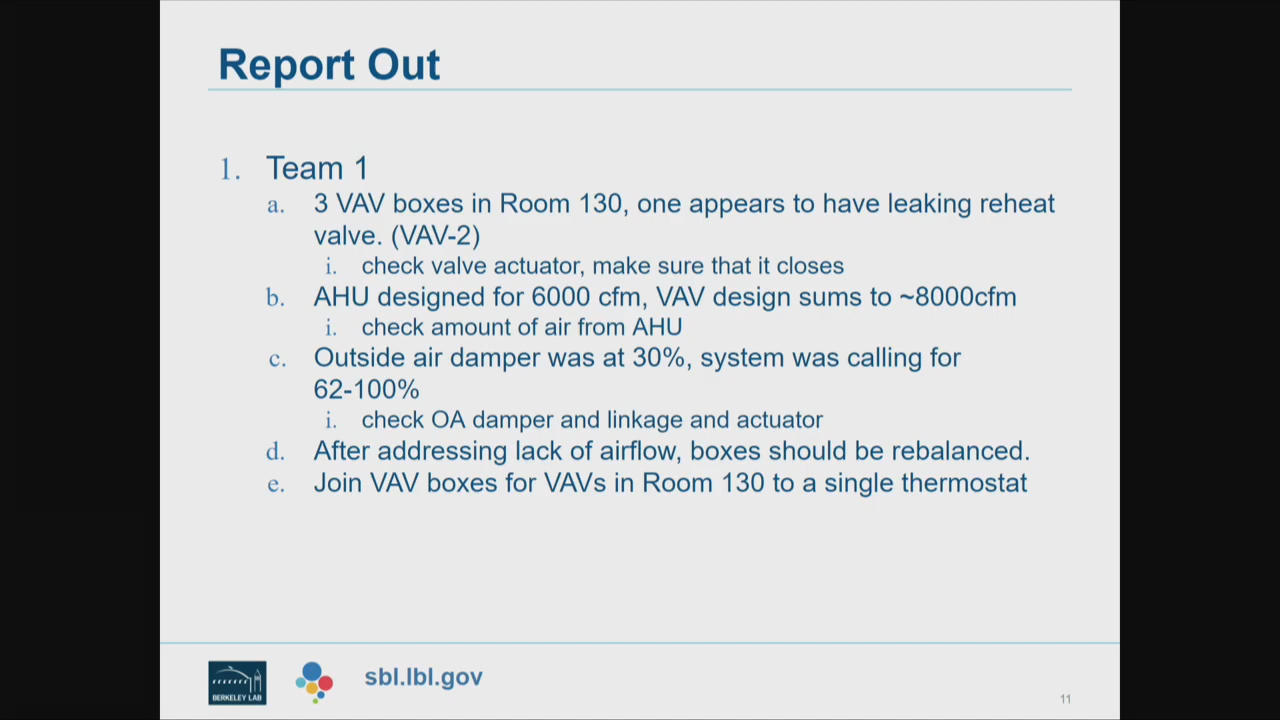 Report Out
1. Team 1
a. 3 VAV boxes in Room 130, one appears to have leaking reheat
valve. (VAV-2)
i. check valve actuator, make sure that it closes
b. AHU designed for 6000 cfm, VAV design sums to ~8000cfm
i. check amount of air from AHU
c. Outside air damper was at 30%, system was calling for
62-100%
i. check OA damper and linkage and actuator
d. After addressing lack of airflow, boxes should be rebalanced.
e. Join VAV boxes for VAVs in Room 130 to a single thermostat
BERKELEY LAB
sbl.lbl.gov
11